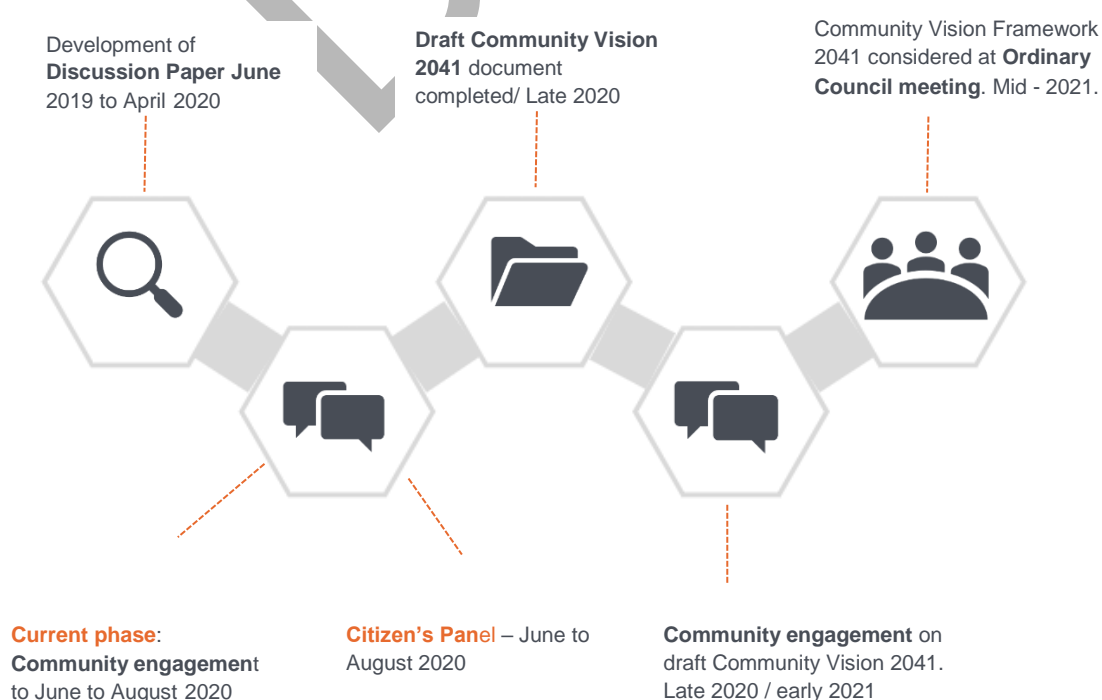 Development of
Discussion Paper June
2019 to April 2020
Draft Community Vision
2041 document
completed/ Late 2020
Community Vision Framework
2041 considered at Ordinary
Council meeting. Mid - 2021.
Current phase:
Community engagement
to June to August 2020
Citizen's Panel – June to
August 2020
Community engagement on
draft Community Vision 2041.
Late 2020 / early 2021